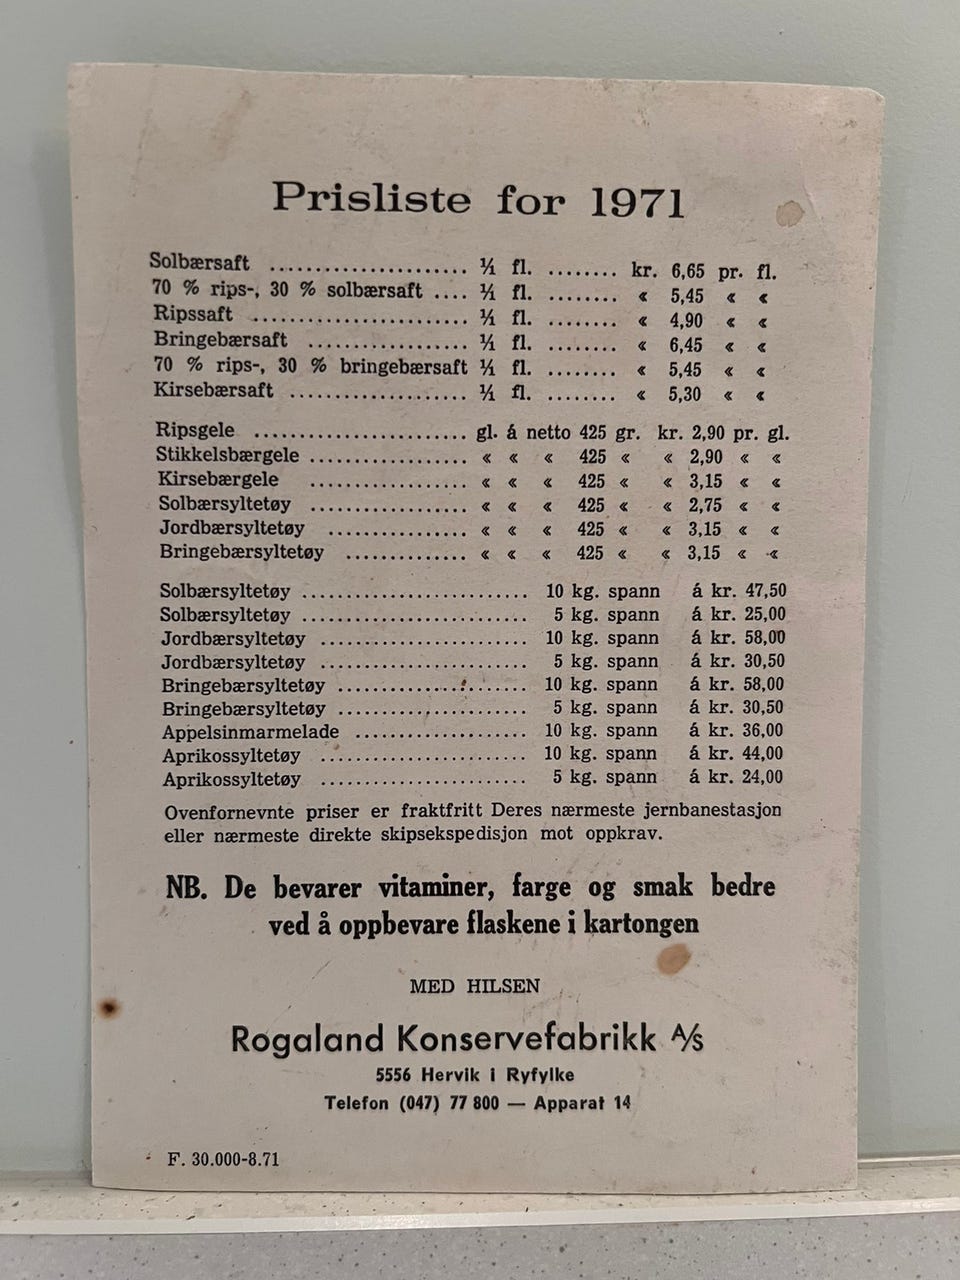 Prisliste for 1971
Solbærsaft ...................... ¹⁄₁ fl. ........ kr. 6,65 pr. fl.
70 % rips-, 30 % solbærsaft .... ¹⁄₁ fl. ........ « 5,45 « «
Ripssaft ........................ ¹⁄₁ fl. ........ « 4,90 « «
Bringebærsaft .................. ¹⁄₁ fl. ........ « 6,45 « «
70 % rips-, 30 % bringebærsaft ¹⁄₁ fl. ........ « 5,45 « «
Kirsebærsaft .................... ¹⁄₁ fl. ........ « 5,30 « «
Ripsgele ........................ gl. á netto 425 gr. kr. 2,90 pr. gl.
Stikkelsbærgele .................. « « « 425 « « 2,90 « «
Kirsebærgele .................. « « « 425 « « 3,15 « «
Solbærsyltetøy .................. « « « 425 « « 2,75 « «
Jordbærsyltetøy ................ « « « 425 « « 3,15 « «
Bringebærsyltetøy .............. « « « 425 « « 3,15 « «
Solbærsyltetøy .......................... 10 kg. spann á kr. 47,50
Solbærsyltetøy .......................... 5 kg. spann á kr. 25,00
Jordbærsyltetøy ........................ 10 kg. spann á kr. 58,00
Jordbærsyltetøy ........................ 5 kg. spann á kr. 30,50
Bringebærsyltetøy ...................... 10 kg. spann á kr. 58,00
Bringebærsyltetøy ...................... 5 kg. spann á kr. 30,50
Appelsinmarmelade .................... 10 kg. spann á kr. 36,00
Aprikossyltetøy ........................ 10 kg. spann á kr. 44,00
Aprikossyltetøy ........................ 5 kg. spann á kr. 24,00
Ovenfornevnte priser er fraktfritt Deres nærmeste jernbanestasjon
eller nærmeste direkte skipsekspedisjon mot oppkrav.
NB. De bevarer vitaminer, farge og smak bedre
ved å oppbevare flaskene i kartongen
MED HILSEN
Rogaland Konservefabrikk A/S
5556 Hervik i Ryfylke
Telefon (047) 77 800 — Apparat 14
F. 30.000-8.71